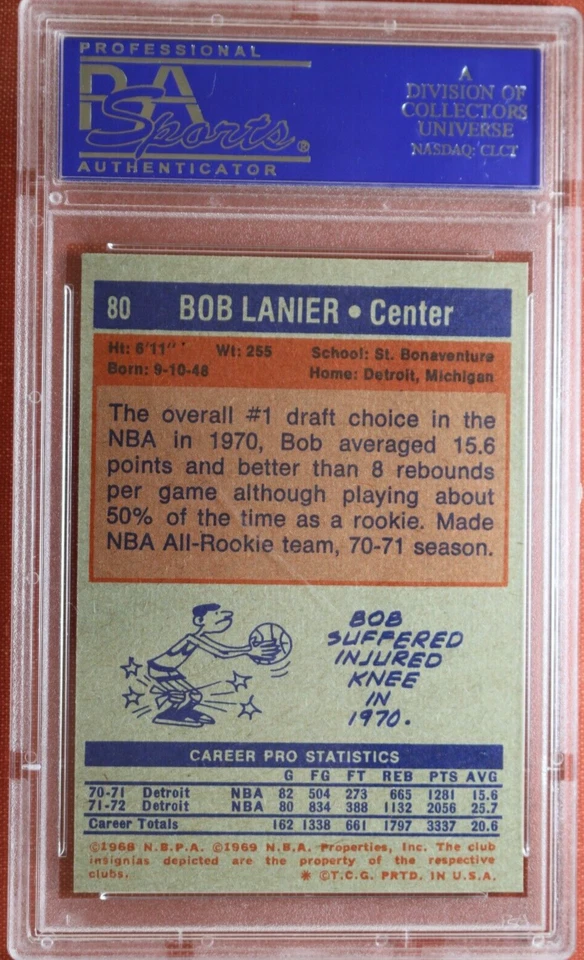 PROFESSIONAL
PSA
Sports®
AUTHENTICATOR
A
DIVISION OF
COLLECTORS
UNIVERSE
NASDAQ: CLCT
80 BOB LANIER • Center
Ht: 6'11" Wt: 255 School: St. Bonaventure
Born: 9-10-48 Home: Detroit, Michigan
The overall #1 draft choice in the
NBA in 1970, Bob averaged 15.6
points and better than 8 rebounds
per game although playing about
50% of the time as a rookie. Made
NBA All-Rookie team, 70-71 season.
BOB
SUFFERED
INJURED
KNEE
IN
1970.
CAREER PRO STATISTICS
G FG FT REB PTS AVG
70-71 Detroit NBA 82 504 273 665 1281 15.6
71-72 Detroit NBA 80 834 388 1132 2056 25.7
Career Totals 162 1338 661 1797 3337 20.6
©1968 N.B.P.A. ©1969 N.B.A. Properties, Inc. The club
insignias depicted are the property of the respective
clubs. * ©T.C.G. PRTD. IN U.S.A.